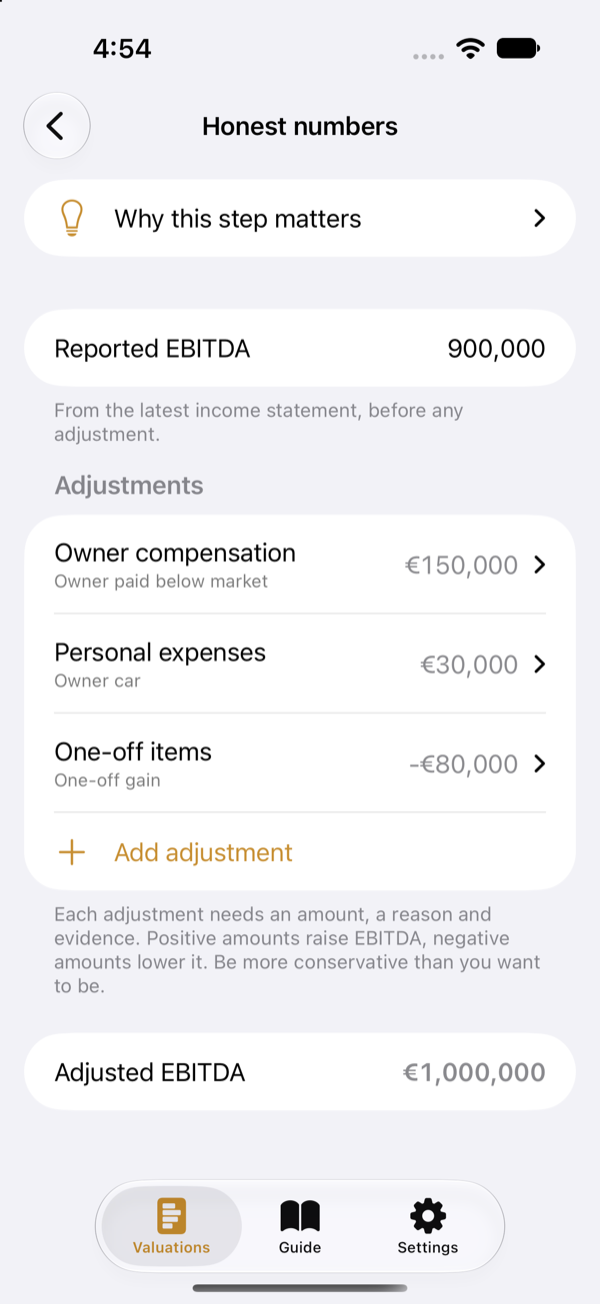 4:54
Honest numbers
Why this step matters
Reported EBITDA 900,000
From the latest income statement, before any
adjustment.
Adjustments
Owner compensation €150,000
Owner paid below market
Personal expenses €30,000
Owner car
One-off items -€80,000
One-off gain
Add adjustment
Each adjustment needs an amount, a reason and
evidence. Positive amounts raise EBITDA, negative
amounts lower it. Be more conservative than you want
to be.
Adjusted EBITDA €1,000,000
Valuations Guide Settings